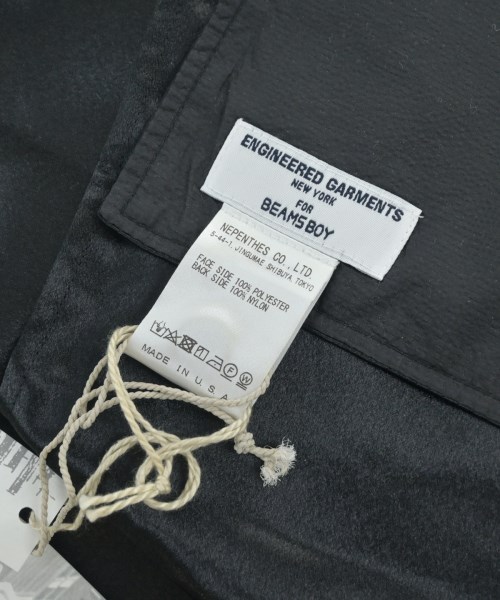 ENGINEERED GARMENTS
NEW YORK
FOR
BEAMS BOY
NEPENTHES CO., LTD.
5-44-1, JINGUMAE SHIBUYA TOKYO
FACE SIDE 100% POLYESTER
BACK SIDE 100% NYLON
MADE IN U.S.A